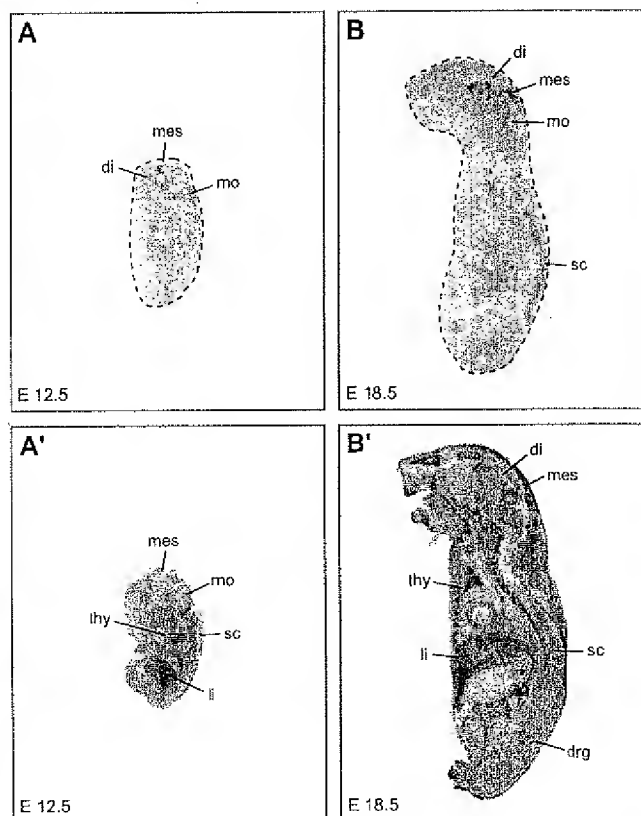 A
mes
di
mo
E 12.5
B
di
mes
mo
sc
E 18.5
A'
mes
mo
thy
sc
li
E 12.5
B'
di
mes
thy
li
sc
drg
E 18.5